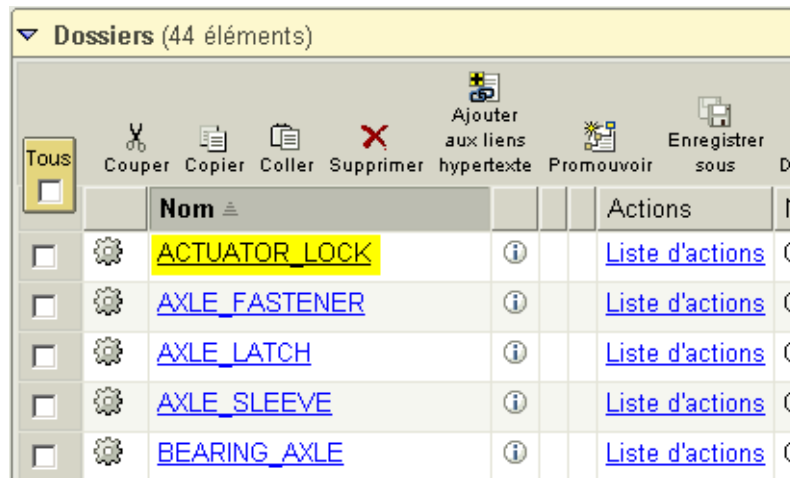 Dossiers (44 éléments)
Tous
Couper
Copier
Coller
Supprimer
Ajouter
aux liens
hypertexte
Promouvoir
Enregistrer
sous
Nom
Actions
ACTUATOR_LOCK
Liste d'actions
AXLE_FASTENER
Liste d'actions
AXLE_LATCH
Liste d'actions
AXLE_SLEEVE
Liste d'actions
BEARING_AXLE
Liste d'actions